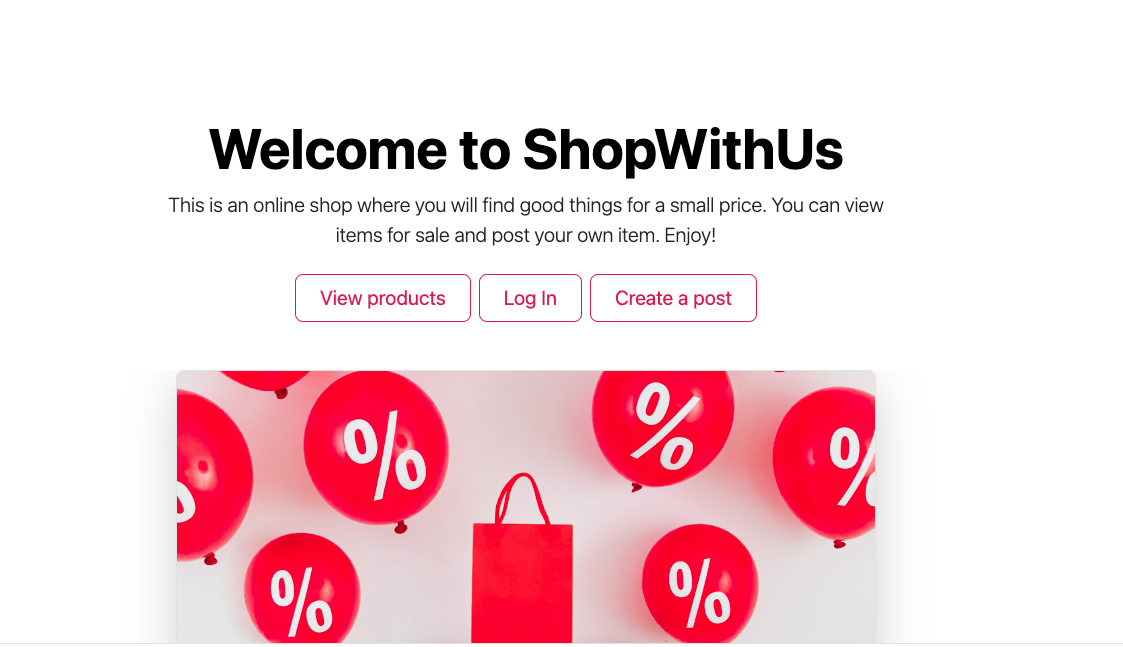 Welcome to ShopWithUs
This is an online shop where you will find good things for a small price. You can view
items for sale and post your own item. Enjoy!
View products Log In Create a post
% %
% %
% %